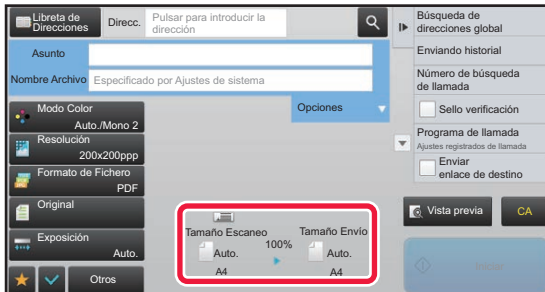 Libreta de
Direcciones
Direcc.
Pulsar para introducir la
dirección
Asunto
Nombre Archivo
Especificado por Ajustes de sistema
Opciones
Modo Color
Auto./Mono 2
Resolución
200x200ppp
Formato de Fichero
PDF
Original
Exposición
Auto.
Otros
Tamaño Escaneo
100%
Tamaño Envío
Auto.
A4
Auto.
A4
Búsqueda de
direcciones global
Enviando historial
Número de búsqueda
de llamada
Sello verificación
Programa de llamada
Ajustes registrados de llamada
Enviar
enlace de destino
Vista previa
CA
Iniciar